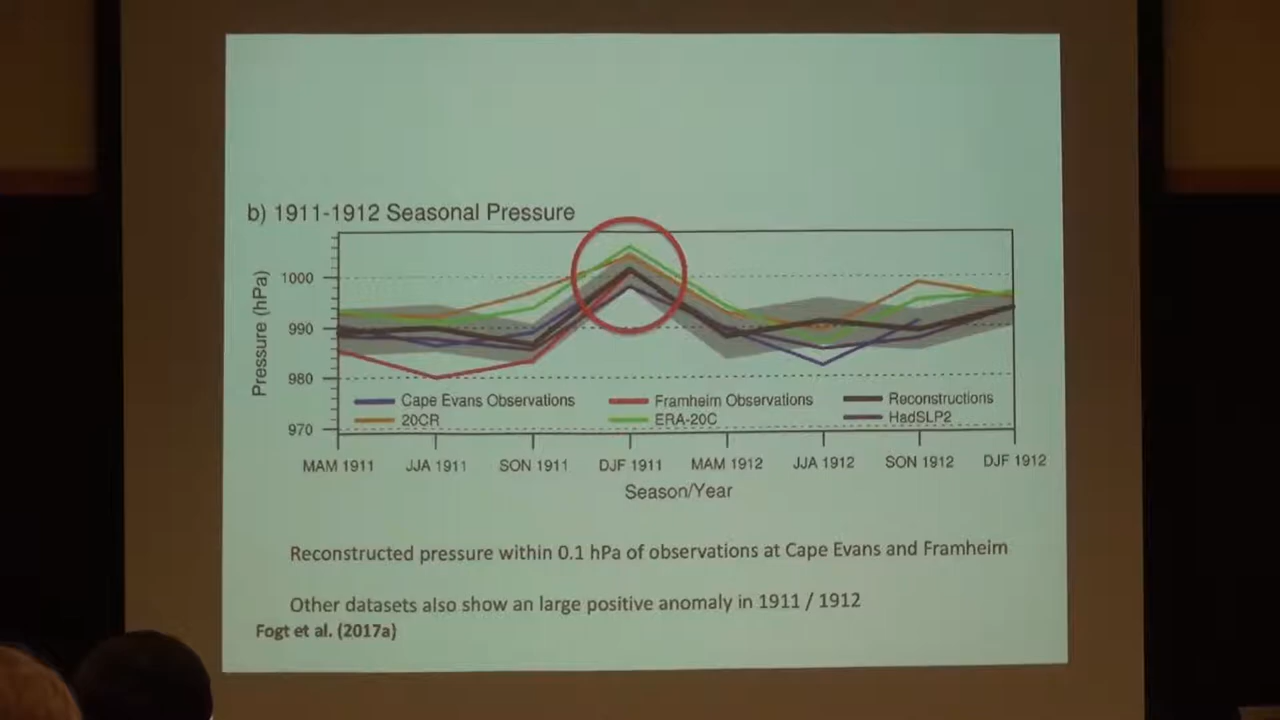 b) 1911-1912 Seasonal Pressure
Pressure (hPa)
1000
990
980
970
Cape Evans Observations
Framheim Observations
Reconstructions
20CR
ERA-20C
HadSLP2
MAM 1911
JJA 1911
SON 1911
DJF 1911
MAM 1912
JJA 1912
SON 1912
DJF 1912
Season/Year
Reconstructed pressure within 0.1 hPa of observations at Cape Evans and Framheim
Other datasets also show an large positive anomaly in 1911 / 1912
Fogt et al. (2017a)